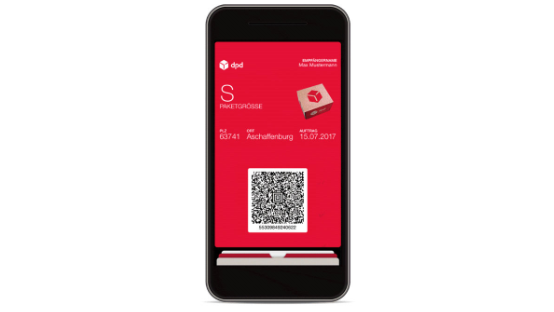 dpd
EMPFÄNGERNAME
Max Mustermann
S
PAKETGRÖSSE
PLZ ORT AUFTRAG
63741 Aschaffenburg 15.07.2017